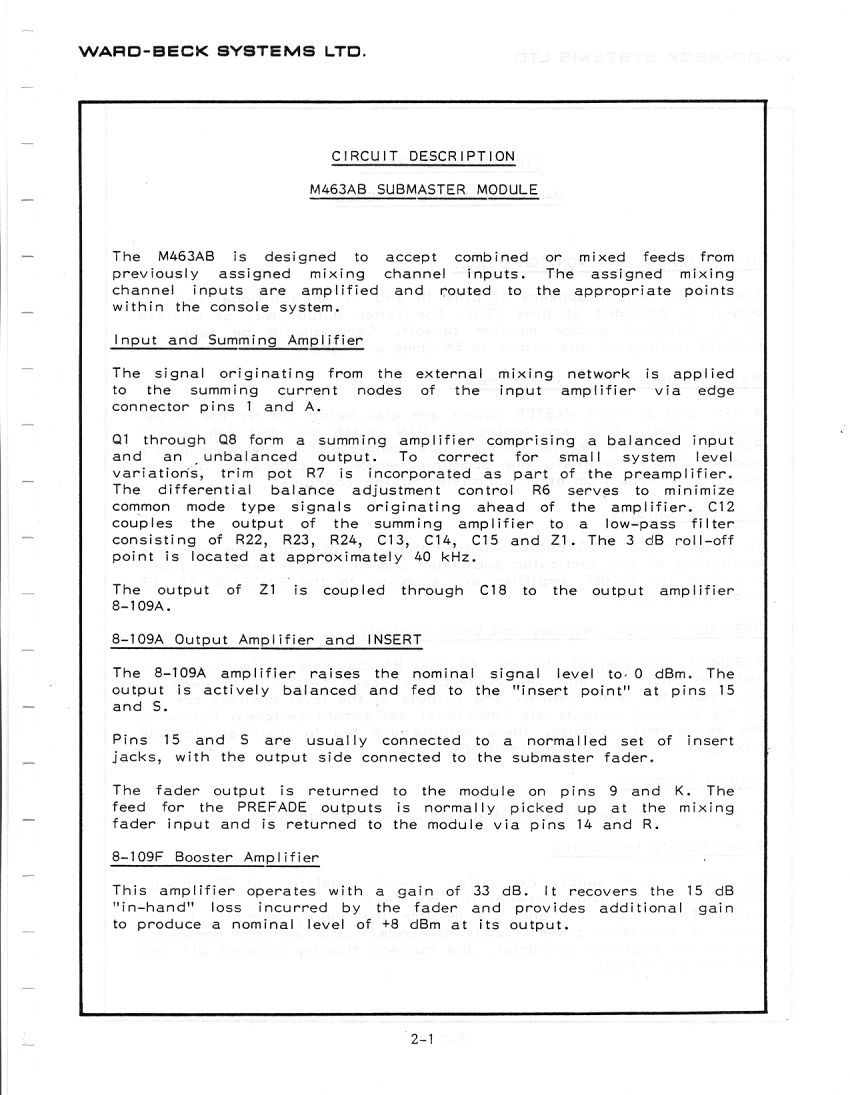 WARD-BECK SYSTEMS LTD.
CIRCUIT DESCRIPTION
M463AB SUBMASTER MODULE
The M463AB is designed to accept combined or mixed feeds from
previously assigned mixing channel inputs. The assigned mixing
channel inputs are amplified and routed to the appropriate points
within the console system.
Input and Summing Amplifier
The signal originating from the external mixing network is applied
to the summing current nodes of the input amplifier via edge
connector pins 1 and A.
Q1 through Q8 form a summing amplifier comprising a balanced input
and an unbalanced output. To correct for small system level
variations, trim pot R7 is incorporated as part of the preamplifier.
The differential balance adjustment control R6 serves to minimize
common mode type signals originating ahead of the amplifier. C12
couples the output of the summing amplifier to a low-pass filter
consisting of R22, R23, R24, C13, C14, C15 and Z1. The 3 dB roll-off
point is located at approximately 40 kHz.
The output of Z1 is coupled through C18 to the output amplifier
8-109A.
8-109A Output Amplifier and INSERT
The 8-109A amplifier raises the nominal signal level to 0 dBm. The
output is actively balanced and fed to the "insert point" at pins 15
and S.
Pins 15 and S are usually connected to a normalled set of insert
jacks, with the output side connected to the submaster fader.
The fader output is returned to the module on pins 9 and K. The
feed for the PREFADE outputs is normally picked up at the mixing
fader input and is returned to the module via pins 14 and R.
8-109F Booster Amplifier
This amplifier operates with a gain of 33 dB. It recovers the 15 dB
"in-hand" loss incurred by the fader and provides additional gain
to produce a nominal level of +8 dBm at its output.
2-1